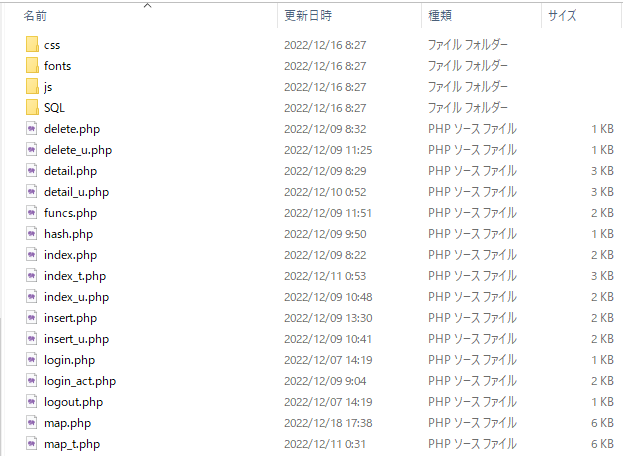 名前 更新日時 種類 サイズ
css 2022/12/16 8:27 ファイル フォルダー
fonts 2022/12/16 8:27 ファイル フォルダー
js 2022/12/16 8:27 ファイル フォルダー
SQL 2022/12/16 8:27 ファイル フォルダー
delete.php 2022/12/09 8:32 PHP ソース ファイル 1 KB
delete_u.php 2022/12/09 11:25 PHP ソース ファイル 1 KB
detail.php 2022/12/09 8:29 PHP ソース ファイル 3 KB
detail_u.php 2022/12/10 0:52 PHP ソース ファイル 3 KB
funcs.php 2022/12/09 11:51 PHP ソース ファイル 2 KB
hash.php 2022/12/09 9:50 PHP ソース ファイル 1 KB
index.php 2022/12/09 8:22 PHP ソース ファイル 2 KB
index_t.php 2022/12/11 0:53 PHP ソース ファイル 3 KB
index_u.php 2022/12/09 10:48 PHP ソース ファイル 2 KB
insert.php 2022/12/09 13:30 PHP ソース ファイル 2 KB
insert_u.php 2022/12/09 10:41 PHP ソース ファイル 2 KB
login.php 2022/12/07 14:19 PHP ソース ファイル 1 KB
login_act.php 2022/12/09 9:04 PHP ソース ファイル 2 KB
logout.php 2022/12/07 14:19 PHP ソース ファイル 1 KB
map.php 2022/12/18 17:38 PHP ソース ファイル 6 KB
map_t.php 2022/12/11 0:31 PHP ソース ファイル 6 KB